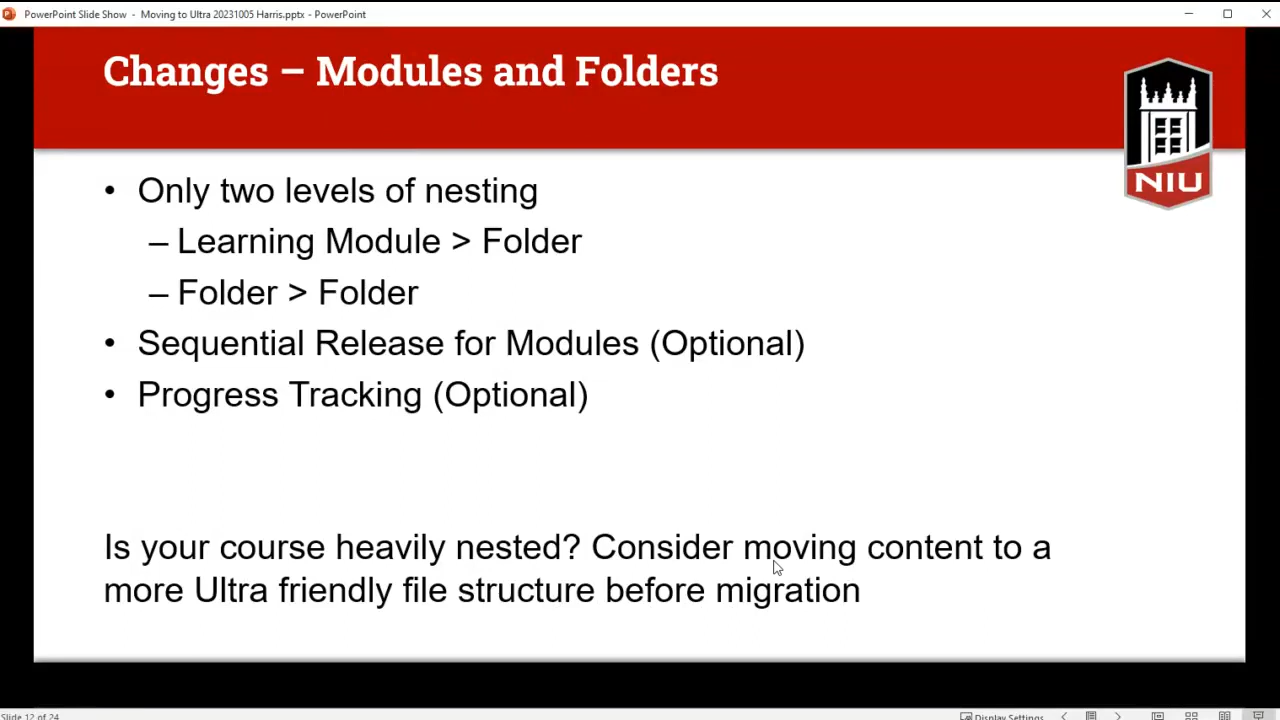 PowerPoint Slide Show - Moving to Ultra 20231005 Harris.pptx - PowerPoint
Changes – Modules and Folders
NIU
• Only two levels of nesting
– Learning Module > Folder
– Folder > Folder
• Sequential Release for Modules (Optional)
• Progress Tracking (Optional)
Is your course heavily nested? Consider moving content to a
more Ultra friendly file structure before migration
Slide 12 of 24
Display Settings